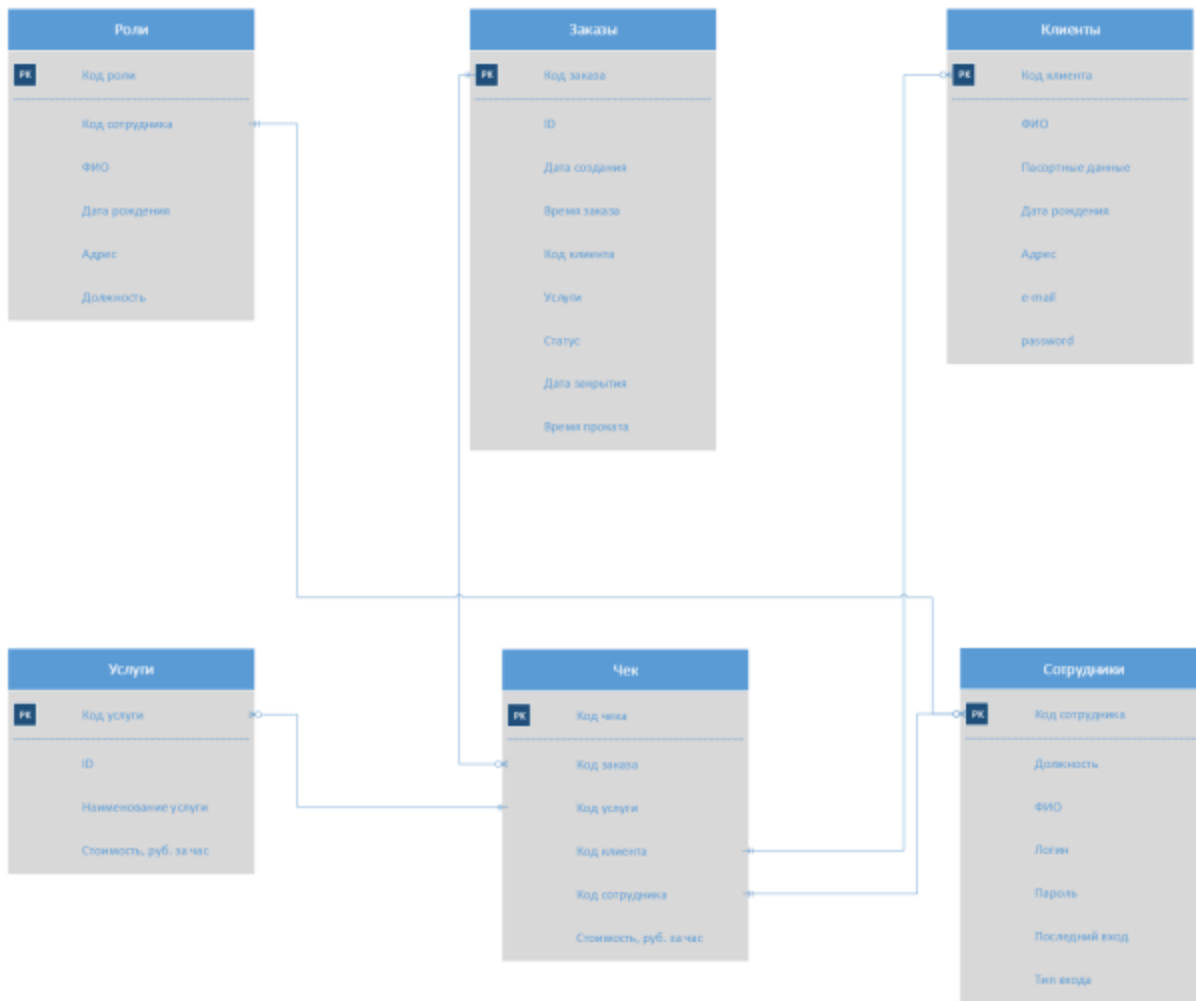 Роли
PK Код роли
Код сотрудника
ФИО
Дата рождения
Адрес
Должность
Заказы
PK Код заказа
ID
Дата создания
Время заказа
Код клиента
Услуги
Статус
Дата закрытия
Время проката
Клиенты
PK Код клиента
ФИО
Пасортные данные
Дата рождения
Адрес
e-mail
password
Услуги
PK Код услуги
ID
Наименование услуги
Стоимость, руб. за час
Чек
PK Код чека
Код заказа
Код услуги
Код клиента
Код сотрудника
Стоимость, руб. за час
Сотрудники
PK Код сотрудника
Должность
ФИО
Логин
Пароль
Последний вход
Тип входа